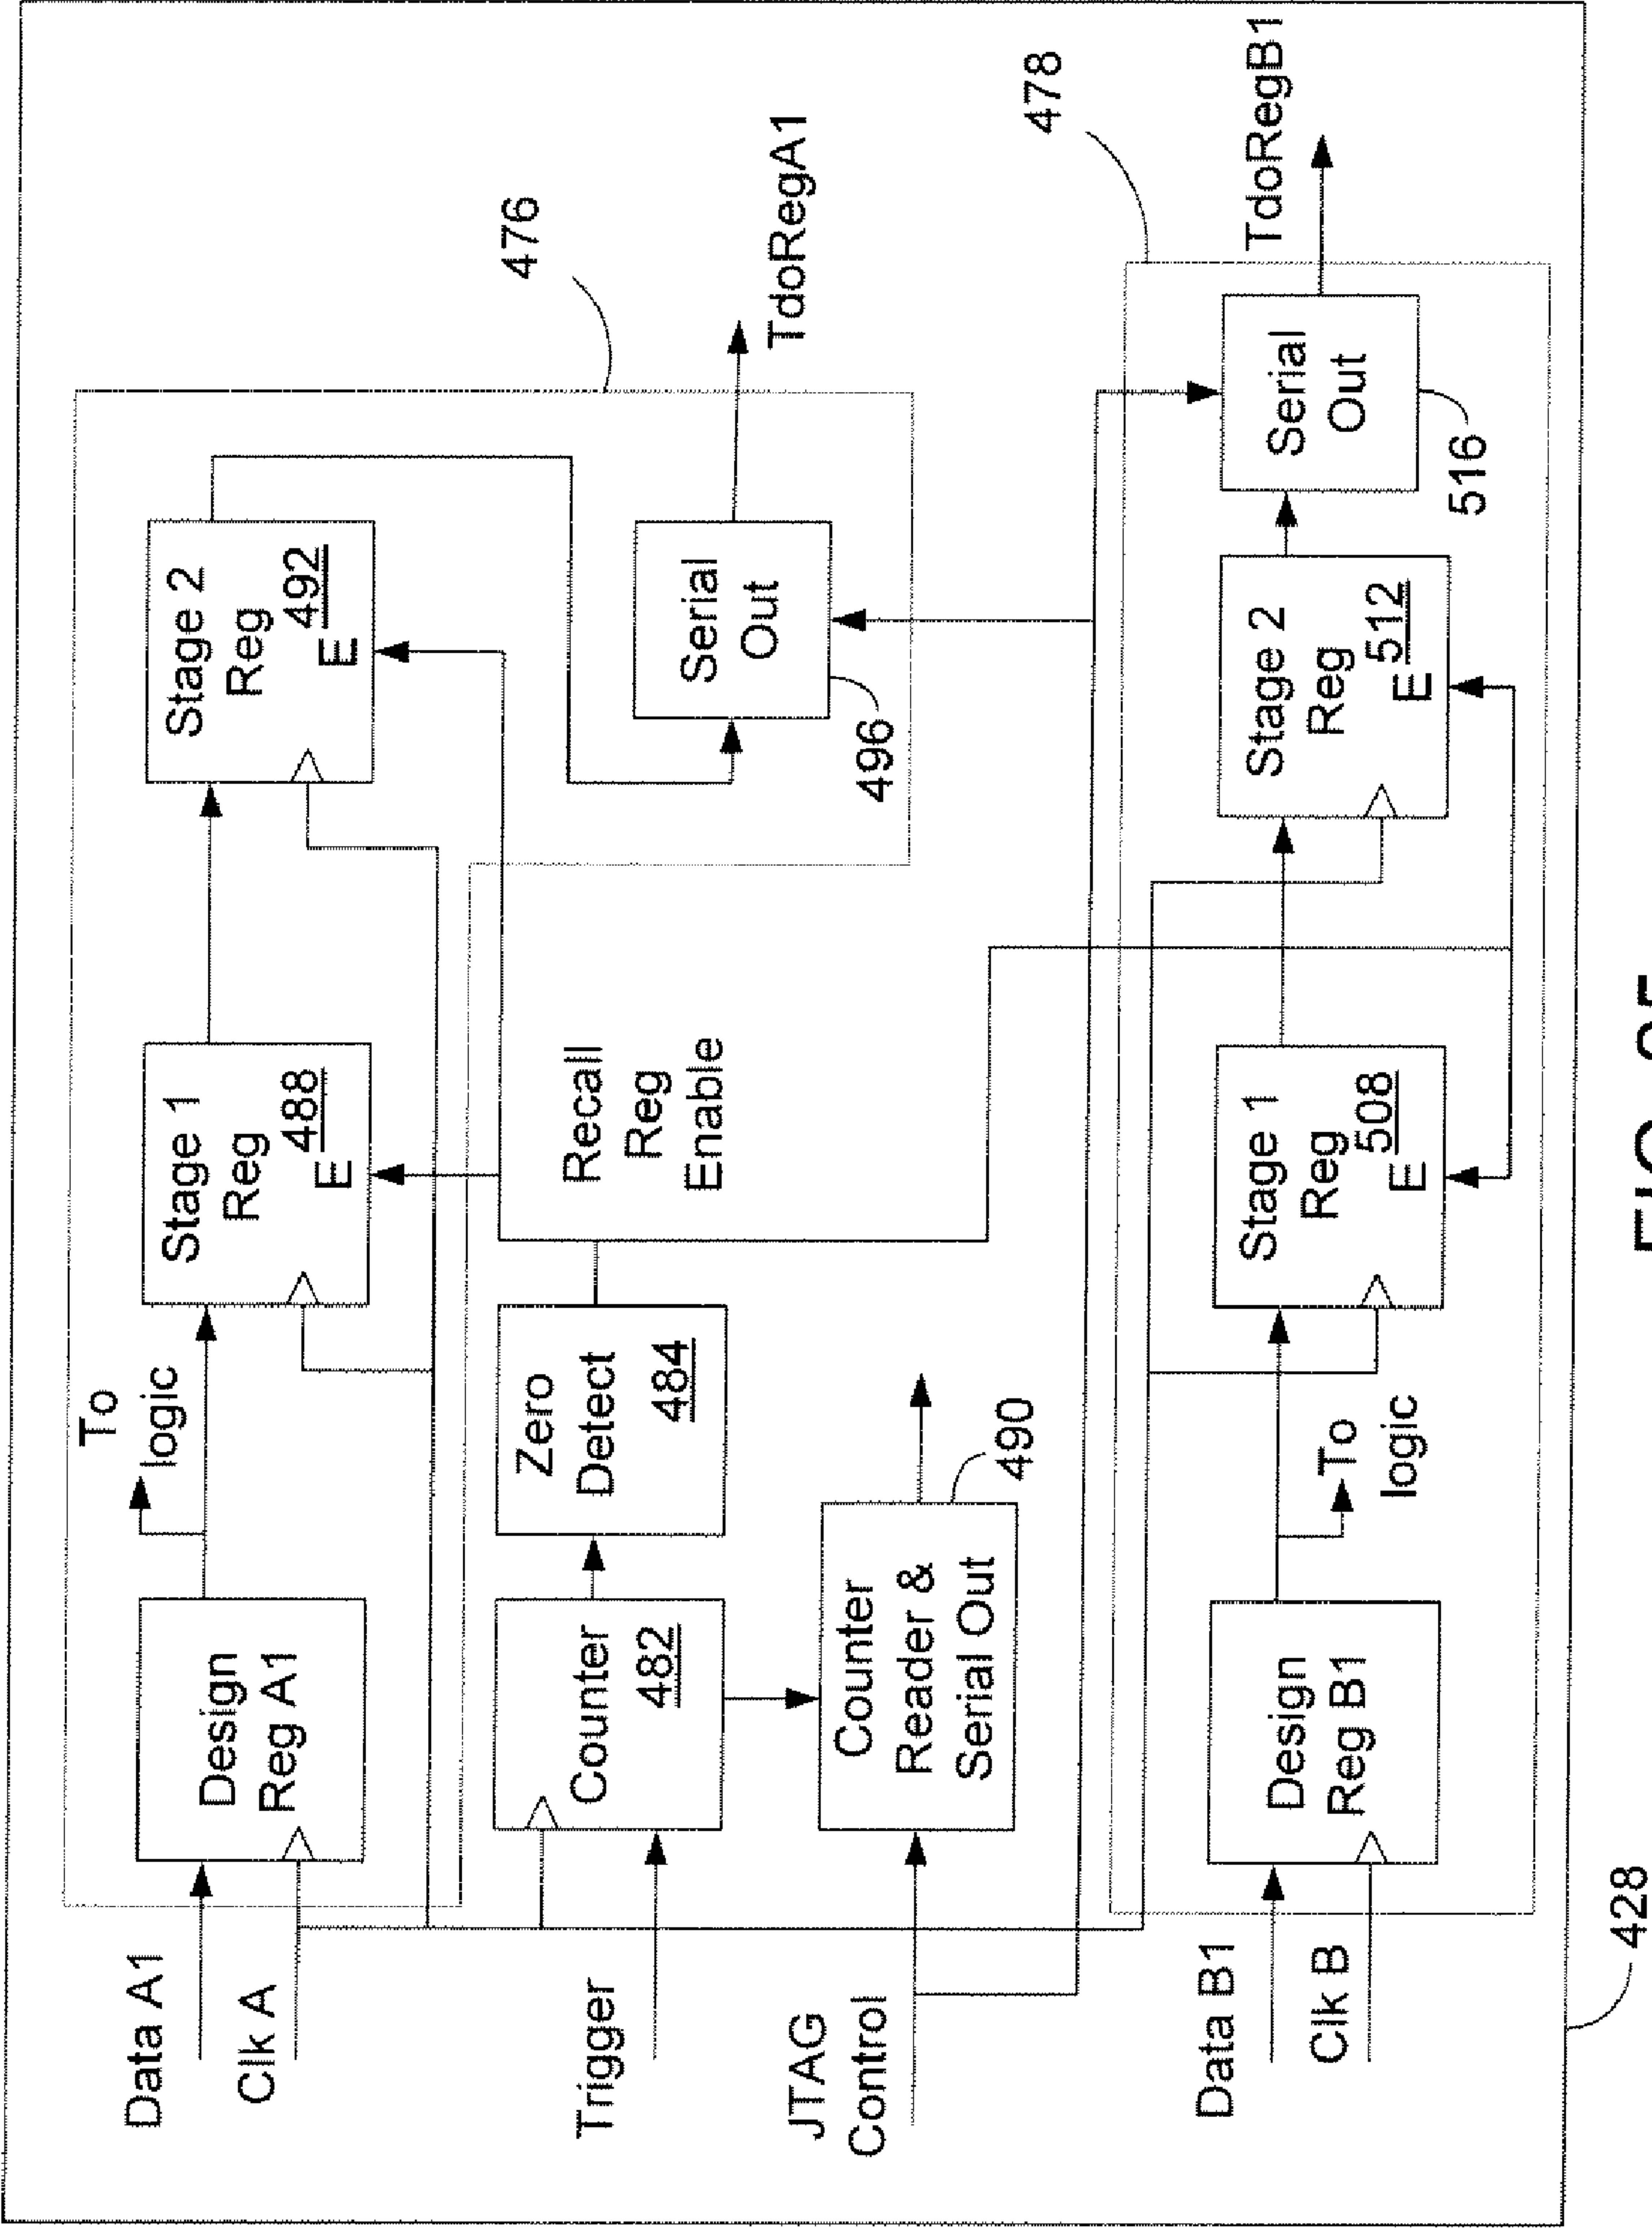 Data A1
Clk A
Design
Reg A1
To
logic
Stage 1
Reg
488
E
Stage 2
Reg
492
E
476
Trigger
Counter
482
Zero
Detect
484
Recall
Reg
Enable
Serial
Out
496
TdoRegA1
JTAG
Control
Counter
Reader &
Serial Out
490
478
Data B1
Clk B
Design
Reg B1
To
logic
Stage 1
Reg
508
E
Stage 2
Reg
512
E
Serial
Out
516
TdoRegB1
428